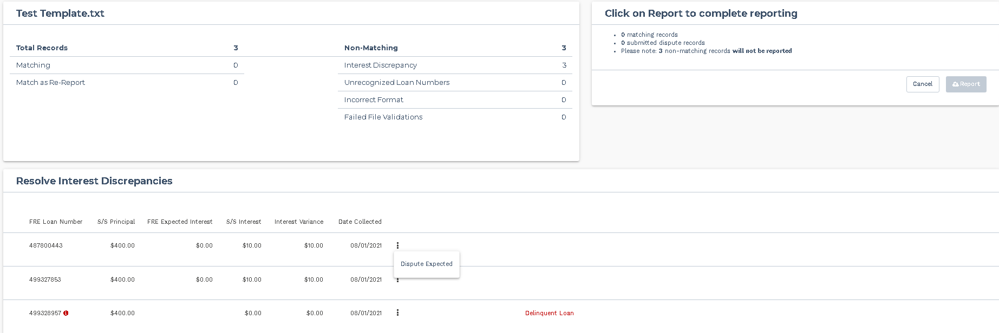 Test Template.txt
Total Records 3
Matching 0
Match as Re-Report 0
Non-Matching 3
Interest Discrepancy 3
Unrecognized Loan Numbers 0
Incorrect Format 0
Failed File Validations 0
Click on Report to complete reporting
• 0 matching records
• 0 submitted dispute records
• Please note: 3 non-matching records will not be reported
Cancel Report
Resolve Interest Discrepancies
FRE Loan Number S/S Principal FRE Expected Interest S/S Interest Interest Variance Date Collected
487800443 $400.00 $0.00 $10.00 $10.00 08/01/2021
Dispute Expected
499327853 $400.00 $0.00 $10.00 $10.00 08/01/2021
499328957 $400.00 $0.00 $0.00 08/01/2021 Delinquent Loan